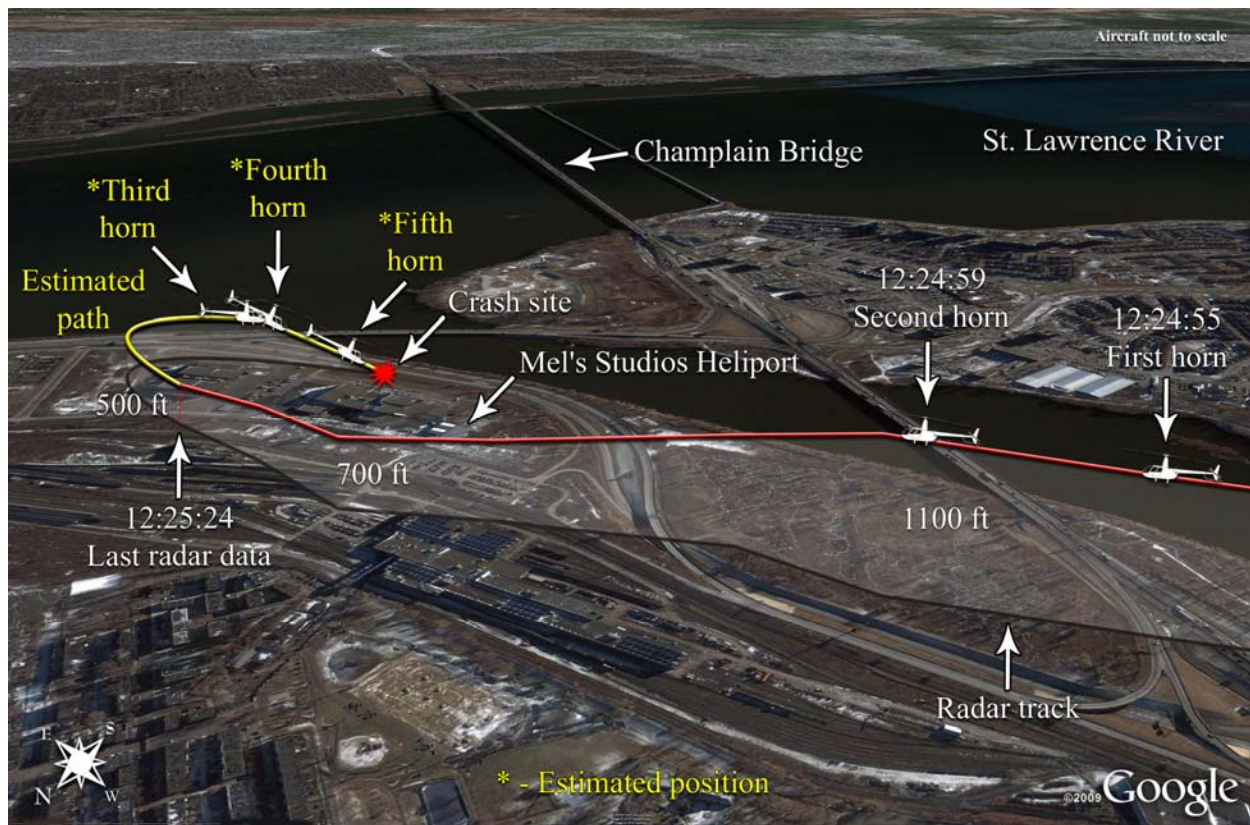 Aircraft not to scale
St. Lawrence River
Champlain Bridge
*Fourth
horn
*Third
horn
*Fifth
horn
Estimated
path
Crash site
12:24:59
Second horn
12:24:55
First horn
Mel's Studios Heliport
500 ft
700 ft
1100 ft
12:25:24
Last radar data
Radar track
E
S
N
W
* - Estimated position
©2009 Google